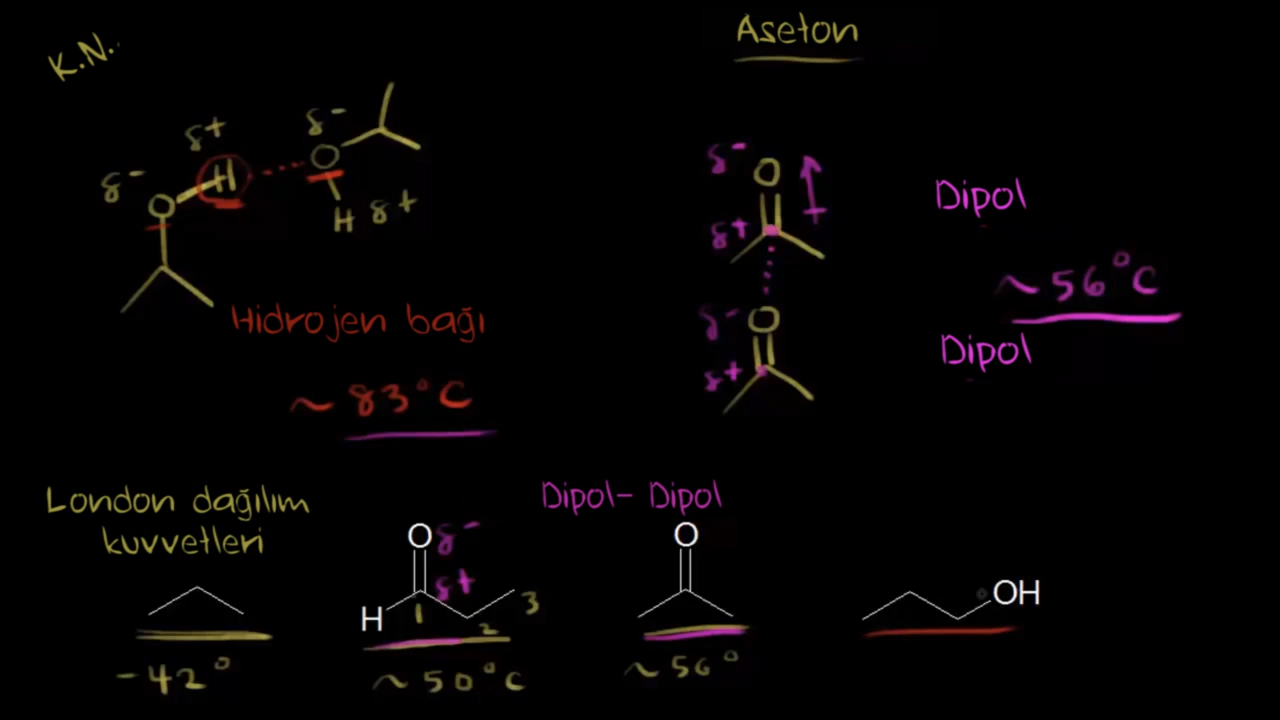 K.N.
Aseton
δ- δ+ δ-
O H O
H δ+
Hidrojen bağı
~ 83°C
δ- O
δ+
δ- O
δ+
Dipol
~56°C
Dipol
London dağılım
kuvvetleri
Dipol- Dipol
O δ-
δ+
H 1 2 3
O
OH
-42°
~50°C
~56°